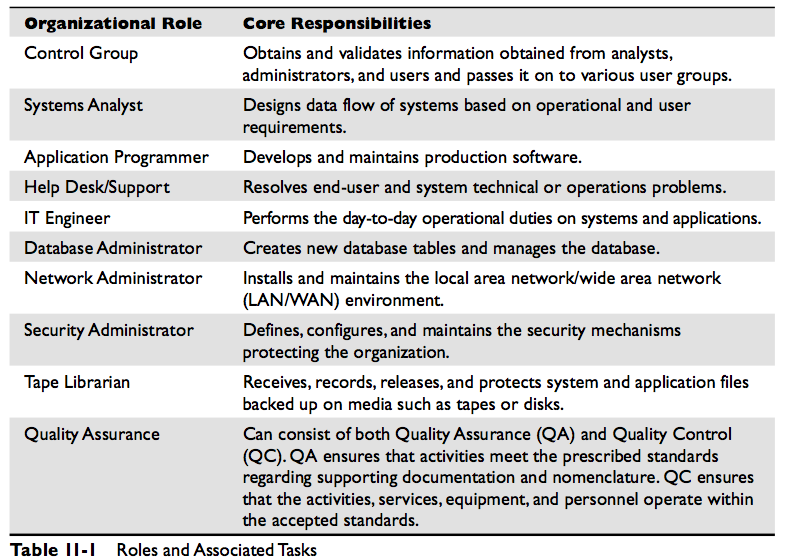 Organizational Role Core Responsibilities
Control Group Obtains and validates information obtained from analysts,
administrators, and users and passes it on to various user groups.
Systems Analyst Designs data flow of systems based on operational and user
requirements.
Application Programmer Develops and maintains production software.
Help Desk/Support Resolves end-user and system technical or operations problems.
IT Engineer Performs the day-to-day operational duties on systems and applications.
Database Administrator Creates new database tables and manages the database.
Network Administrator Installs and maintains the local area network/wide area network
(LAN/WAN) environment.
Security Administrator Defines, configures, and maintains the security mechanisms
protecting the organization.
Tape Librarian Receives, records, releases, and protects system and application files
backed up on media such as tapes or disks.
Quality Assurance Can consist of both Quality Assurance (QA) and Quality Control
(QC). QA ensures that activities meet the prescribed standards
regarding supporting documentation and nomenclature. QC ensures
that the activities, services, equipment, and personnel operate within
the accepted standards.
Table 11-1 Roles and Associated Tasks